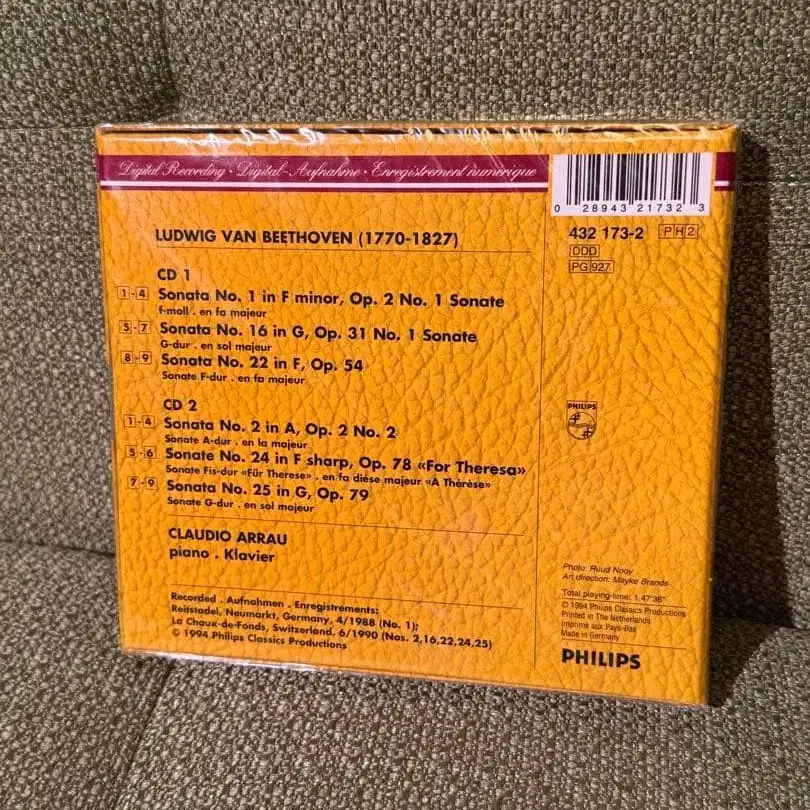 Digital Recording · Digital-Aufnahme · Enregistrement numérique
0 28943 21732 3
432 173-2 PH2
DDD
PG 927
LUDWIG VAN BEETHOVEN (1770-1827)
CD 1
1-4 Sonata No. 1 in F minor, Op. 2 No. 1 Sonate
f-moll . en fa majeur
5-7 Sonata No. 16 in G, Op. 31 No. 1 Sonate
G-dur . en sol majeur
8-9 Sonata No. 22 in F, Op. 54
Sonate F-dur . en fa majeur
CD 2
1-4 Sonata No. 2 in A, Op. 2 No. 2
Sonate A-dur . en la majeur
5-6 Sonate No. 24 in F sharp, Op. 78 «For Theresa»
Sonate Fis-dur «Für Therese» . en fa dièse majeur «À Thérèse»
7-9 Sonata No. 25 in G, Op. 79
Sonate G-dur . en sol majeur
CLAUDIO ARRAU
piano . Klavier
Recorded . Aufnahmen . Enregistrements:
Reitstadel, Neumarkt, Germany, 4/1988 (No. 1);
La Chaux-de-Fonds, Switzerland, 6/1990 (Nos. 2,16,22,24,25)
© 1994 Philips Classics Productions
PHILIPS
Photo: Ruud Nooy
Art direction: Mayke Brands
Total playing-time: 1.47'36"
© 1994 Philips Classics Productions
Printed in The Netherlands
Imprimé aux Pays-Bas
Made in Germany
PHILIPS